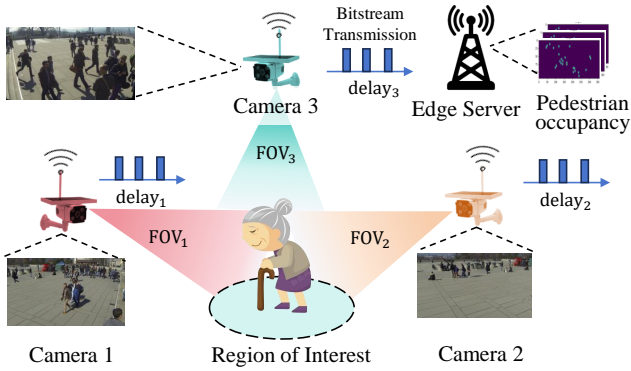 Bitstream
Transmission
delay₃
Camera 3
Edge Server
Pedestrian
occupancy
FOV₃
delay₁
delay₂
FOV₁
FOV₂
Camera 1
Region of Interest
Camera 2